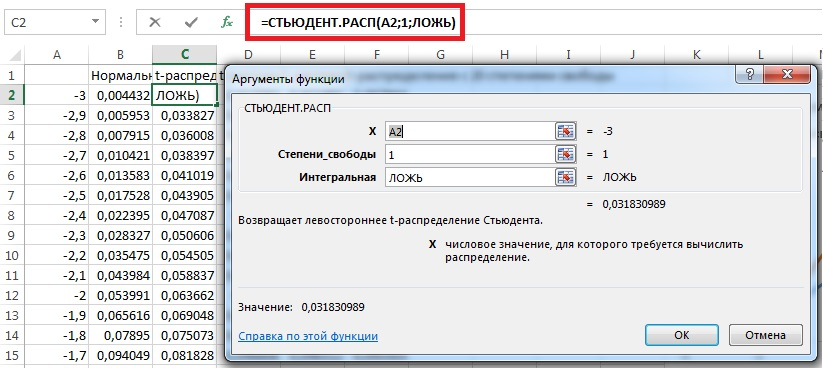 C2 fx =СТЬЮДЕНТ.РАСП(A2;1;ЛОЖЬ)
A B C D E F G H I J K L
1 Нормальн t-распред t
2 -3 0,004432 ЛОЖЬ)
3 -2,9 0,005953 0,033827
4 -2,8 0,007915 0,036008
5 -2,7 0,010421 0,038397
6 -2,6 0,013583 0,041019
7 -2,5 0,017528 0,043905
8 -2,4 0,022395 0,047087
9 -2,3 0,028327 0,050606
10 -2,2 0,035475 0,054505
11 -2,1 0,043984 0,058837
12 -2 0,053991 0,063662
13 -1,9 0,065616 0,069048
14 -1,8 0,07895 0,075073
15 -1,7 0,094049 0,081828
Аргументы функции
СТЬЮДЕНТ.РАСП
X A2 = -3
Степени_свободы 1 = 1
Интегральная ЛОЖЬ = ЛОЖЬ
= 0,031830989
Возвращает левостороннее t-распределение Стьюдента.
X числовое значение, для которого требуется вычислить
распределение.
Значение: 0,031830989
Справка по этой функции
ОК Отмена